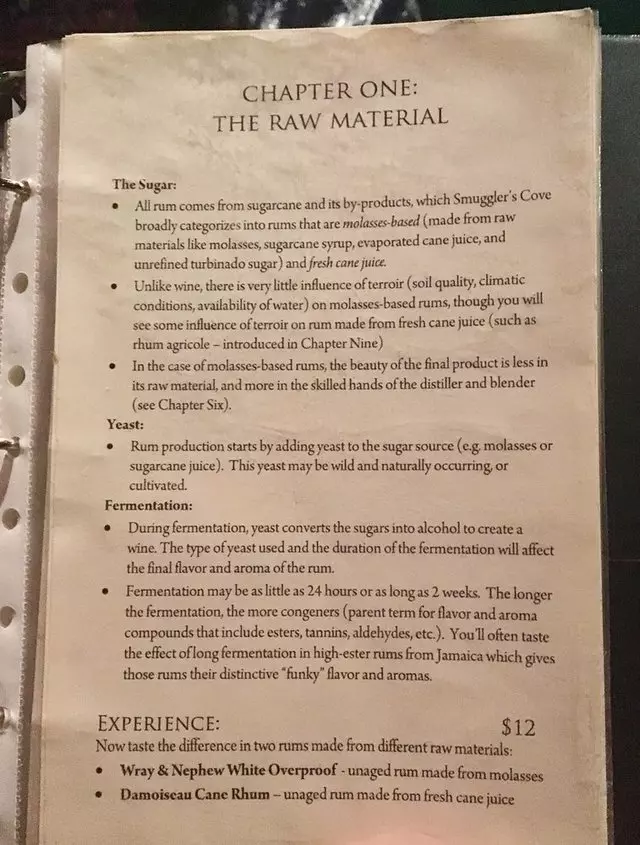 CHAPTER ONE:
THE RAW MATERIAL
The Sugar:
• All rum comes from sugarcane and its by-products, which Smuggler's Cove
broadly categorizes into rums that are molasses-based (made from raw
materials like molasses, sugarcane syrup, evaporated cane juice, and
unrefined turbinado sugar) and fresh cane juice.
• Unlike wine, there is very little influence of terroir (soil quality, climatic
conditions, availability of water) on molasses-based rums, though you will
see some influence of terroir on rum made from fresh cane juice (such as
rhum agricole – introduced in Chapter Nine)
• In the case of molasses-based rums, the beauty of the final product is less in
its raw material, and more in the skilled hands of the distiller and blender
(see Chapter Six).
Yeast:
• Rum production starts by adding yeast to the sugar source (e.g. molasses or
sugarcane juice). This yeast may be wild and naturally occurring, or
cultivated.
Fermentation:
• During fermentation, yeast converts the sugars into alcohol to create a
wine. The type of yeast used and the duration of the fermentation will affect
the final flavor and aroma of the rum.
• Fermentation may be as little as 24 hours or as long as 2 weeks. The longer
the fermentation, the more congeners (parent term for flavor and aroma
compounds that include esters, tannins, aldehydes, etc.). You'll often taste
the effect of long fermentation in high-ester rums from Jamaica which gives
those rums their distinctive "funky" flavor and aromas.
EXPERIENCE: $12
Now taste the difference in two rums made from different raw materials:
• Wray & Nephew White Overproof - unaged rum made from molasses
• Damoiseau Cane Rhum – unaged rum made from fresh cane juice